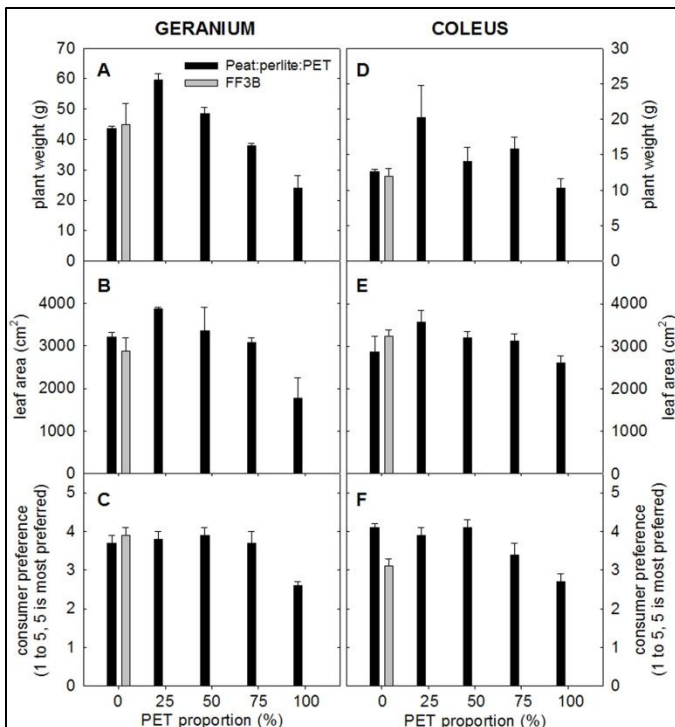 GERANIUM
COLEUS
A
Peat:perlite:PET
FF3B
70
60
50
40
30
20
10
0
plant weight (g)
D
30
25
20
15
10
5
0
plant weight (g)
B
4000
3000
2000
1000
0
leaf area (cm²)
E
4000
3000
2000
1000
0
leaf area (cm²)
C
5
4
3
2
1
0
consumer preference
(1 to 5, 5 is most preferred)
F
5
4
3
2
1
0
consumer preference
(1 to 5, 5 is most preferred)
0 25 50 75 100
PET proportion (%)
0 25 50 75 100
PET proportion (%)